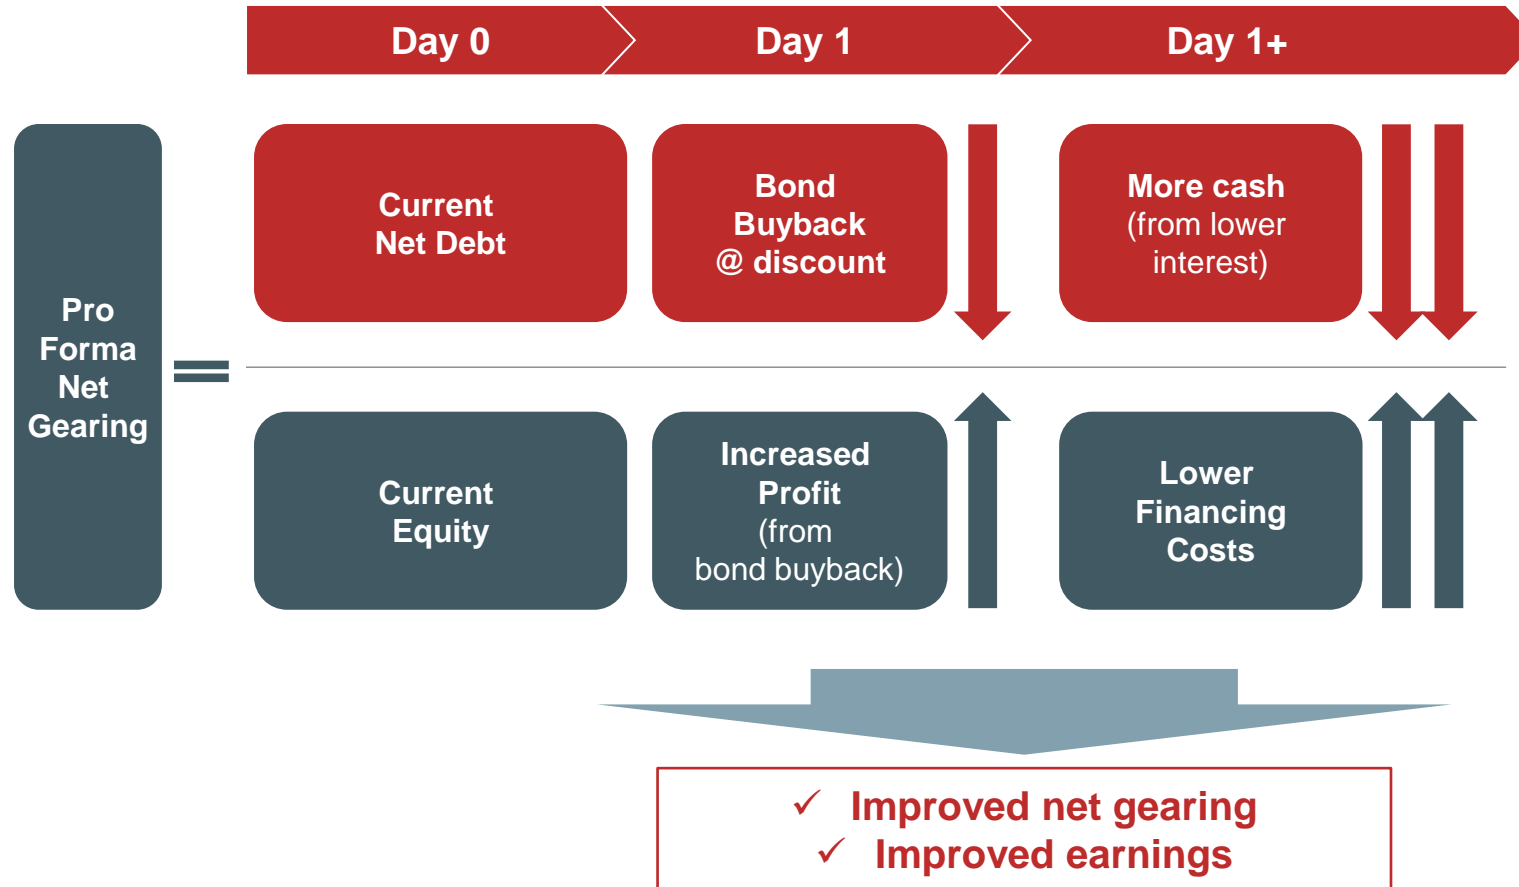 Day 0
Day 1
Day 1+
Pro
Forma
Net
Gearing
=
Current
Net Debt
Bond
Buyback
@ discount
More cash
(from lower
interest)
Current
Equity
Increased
Profit
(from
bond buyback)
Lower
Financing
Costs
✓ Improved net gearing
✓ Improved earnings